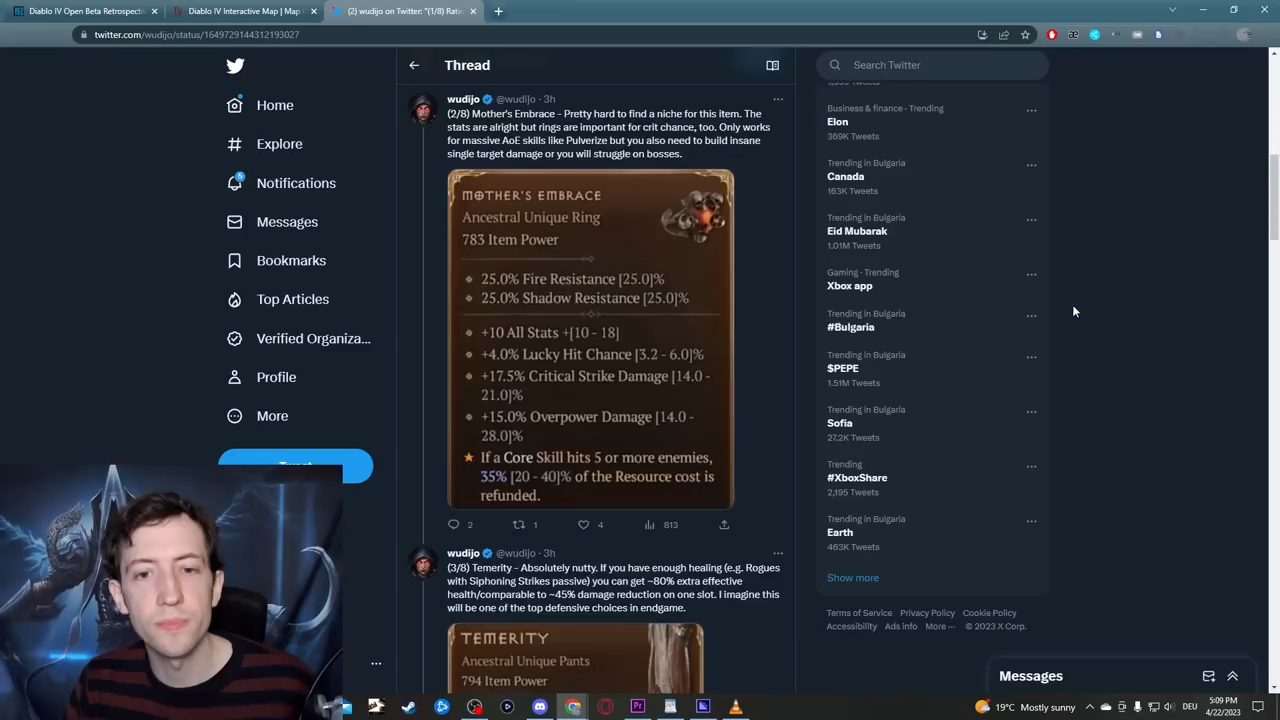 Diablo IV Open Beta Retrospec
Diablo IV Interactive Map | Map
(2) wudijo on Twitter: "(1/8) Ratin
twitter.com/wudijo/status/1649729144312193027
Home
Explore
5
Notifications
Messages
Bookmarks
Top Articles
Verified Organiza...
Profile
More
Thread
wudijo @wudijo · 3h
(2/8) Mother's Embrace - Pretty hard to find a niche for this item. The
stats are alright but rings are important for crit chance, too. Only works
for massive AoE skills like Pulverize but you also need to build insane
single target damage or you will struggle on bosses.
MOTHER'S EMBRACE
Ancestral Unique Ring
783 Item Power
25.0% Fire Resistance [25.0]%
25.0% Shadow Resistance [25.0]%
+10 All Stats +[10 - 18]
+4.0% Lucky Hit Chance [3.2 - 6.0]%
+17.5% Critical Strike Damage [14.0 -
21.0]%
+15.0% Overpower Damage [14.0 -
28.0]%
If a Core Skill hits 5 or more enemies,
35% [20 - 40]% of the Resource cost is
refunded.
2 1 4 813
wudijo @wudijo · 3h
(3/8) Temerity - Absolutely nutty. If you have enough healing (e.g. Rogues
with Siphoning Strikes passive) you can get ~80% extra effective
health/comparable to ~45% damage reduction on one slot. I imagine this
will be one of the top defensive choices in endgame.
TEMERITY
Ancestral Unique Pants
794 Item Power
Search Twitter
Business & finance · Trending
Elon
369K Tweets
Trending in Bulgaria
Canada
163K Tweets
Trending in Bulgaria
Eid Mubarak
1.01M Tweets
Gaming · Trending
Xbox app
Trending in Bulgaria
#Bulgaria
Trending in Bulgaria
$PEPE
1.51M Tweets
Trending in Bulgaria
Sofia
27.2K Tweets
Trending
#XboxShare
2,195 Tweets
Trending in Bulgaria
Earth
463K Tweets
Show more
Terms of Service Privacy Policy Cookie Policy
Accessibility Ads info More ··· © 2023 X Corp.
Messages
19°C Mostly sunny
DEU
5:09 PM
4/22/2023